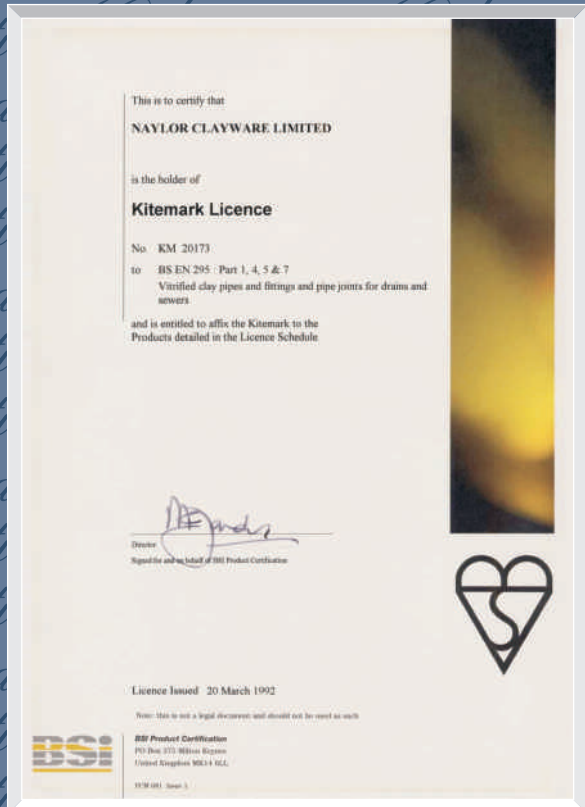 This is to certify that
NAYLOR CLAYWARE LIMITED
is the holder of
Kitemark Licence
No. KM 20173
to BS EN 295 : Part 1, 4, 5 & 7
Vitrified clay pipes and fittings and pipe joints for drains and
sewers
and is entitled to affix the Kitemark to the
Products detailed in the Licence Schedule
Director
Signed for and on behalf of BSI Product Certification
Licence Issued 20 March 1992
Note: this is not a legal document and should not be used as such
BSI
BSI Product Certification
PO Box 375 Milton Keynes
United Kingdom MK14 6LL
Issue 1